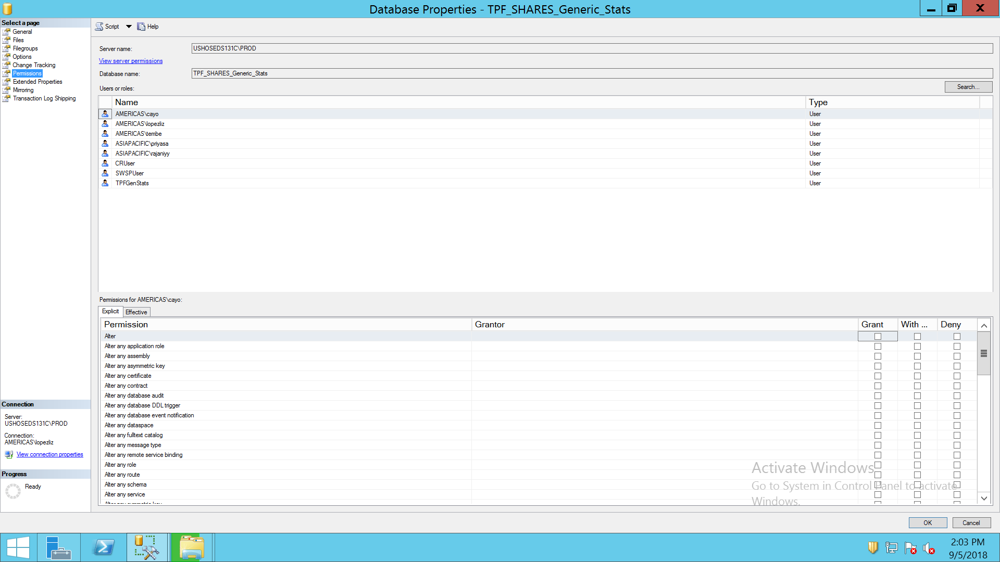 Database Properties - TPF_SHARES_Generic_Stats
Select a page
General
Files
Filegroups
Options
Change Tracking
Permissions
Extended Properties
Mirroring
Transaction Log Shipping
Script
Help
Server name:
USHOSEDS131C\PROD
View server permissions
Database name:
TPF_SHARES_Generic_Stats
Users or roles:
Search...
Name Type
AMERICAS\cayo User
AMERICAS\lopezliz User
AMERICAS\tembe User
ASIAPACIFIC\priyasa User
ASIAPACIFIC\rajaniyy User
CRUser User
SWSPUser User
TPFGenStats User
Permissions for AMERICAS\cayo:
Explicit Effective
Permission Grantor Grant With ... Deny
Alter
Alter any application role
Alter any assembly
Alter any asymmetric key
Alter any certificate
Alter any contract
Alter any database audit
Alter any database DDL trigger
Alter any database event notification
Alter any dataspace
Alter any fulltext catalog
Alter any message type
Alter any remote service binding
Alter any role
Alter any route
Alter any schema
Alter any service
Alter any symmetric key
Connection
Server:
USHOSEDS131C\PROD
Connection:
AMERICAS\lopezliz
View connection properties
Progress
Ready
Activate Windows
Go to System in Control Panel to activate
Windows.
OK
Cancel
2:03 PM
9/5/2018